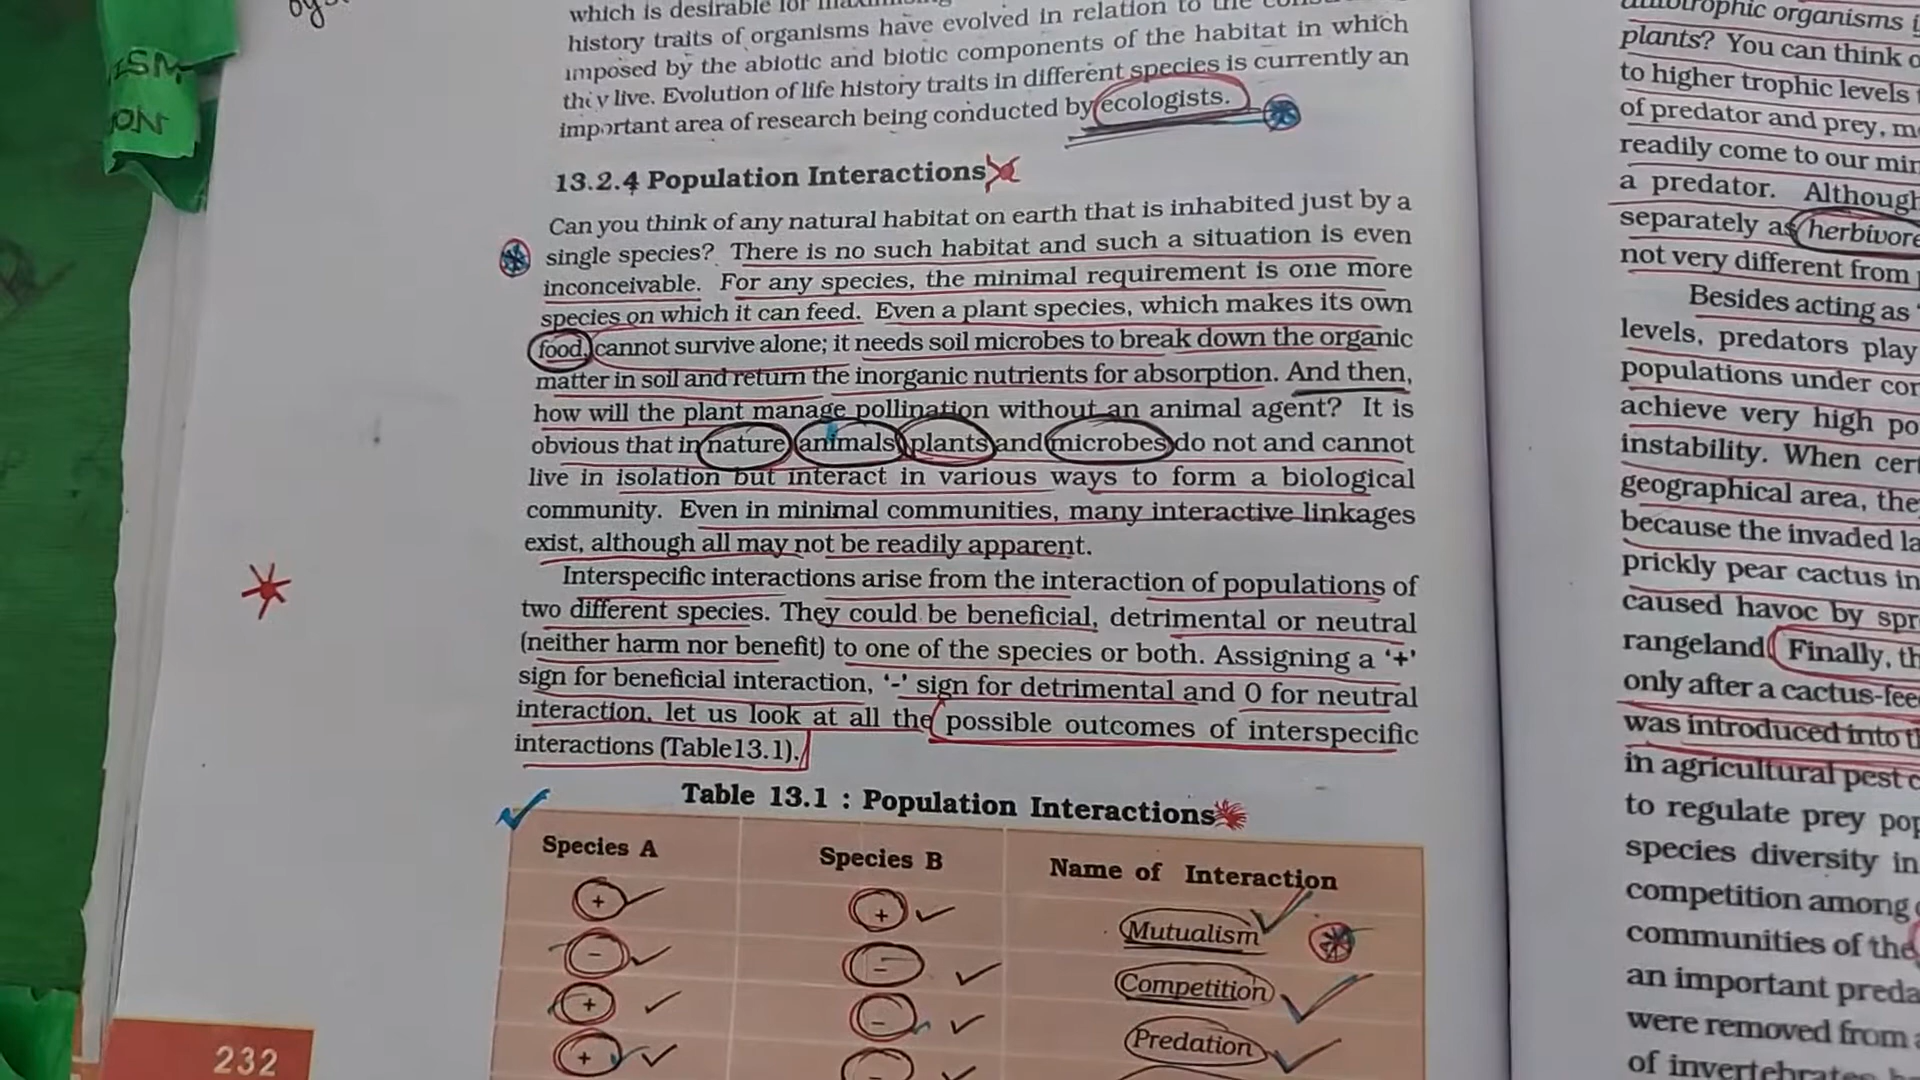 ISM
ON
which is desirable for
history traits of organisms have evolved in relation to the
imposed by the abiotic and biotic components of the habitat in which
they live. Evolution of life history traits in different species is currently an
important area of research being conducted by ecologists.
13.2.4 Population Interactions
Can you think of any natural habitat on earth that is inhabited just by a
single species? There is no such habitat and such a situation is even
inconceivable. For any species, the minimal requirement is one more
species on which it can feed. Even a plant species, which makes its own
food, cannot survive alone; it needs soil microbes to break down the organic
matter in soil and return the inorganic nutrients for absorption. And then,
how will the plant manage pollination without an animal agent? It is
obvious that in nature animals plants and microbes do not and cannot
live in isolation but interact in various ways to form a biological
community. Even in minimal communities, many interactive linkages
exist, although all may not be readily apparent.
Interspecific interactions arise from the interaction of populations of
two different species. They could be beneficial, detrimental or neutral
(neither harm nor benefit) to one of the species or both. Assigning a '+'
sign for beneficial interaction, '-' sign for detrimental and 0 for neutral
interaction, let us look at all the possible outcomes of interspecific
interactions (Table13.1).
Table 13.1 : Population Interactions
Species A Species B Name of Interaction
+ + Mutualism
- - Competition
+ - Predation
+ -
232
organisms
plants? You can think
to higher trophic levels
of predator and prey,
readily come to our
a predator. Although
separately as herbivore
not very different from
Besides acting as
levels, predators play
populations under
achieve very high
instability. When
geographical area,
because the invaded
prickly pear cactus
caused havoc by
rangeland Finally,
only after a
was introduced into
in agricultural pest
to regulate prey
species diversity in
competition among
communities of the
an important
were removed from
of invertebrates